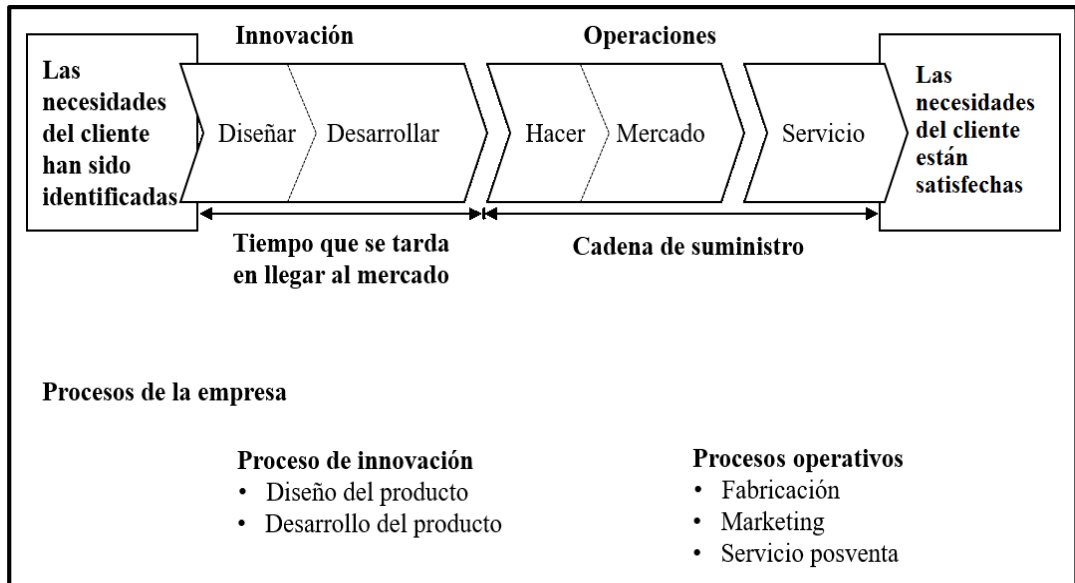 Innovación
Operaciones
Las
necesidades
del cliente
han sido
identificadas
Diseñar
Desarrollar
Hacer
Mercado
Servicio
Las
necesidades
del cliente
están
satisfechas
Tiempo que se tarda
en llegar al mercado
Cadena de suministro
Procesos de la empresa
Proceso de innovación
• Diseño del producto
• Desarrollo del producto
Procesos operativos
• Fabricación
• Marketing
• Servicio posventa